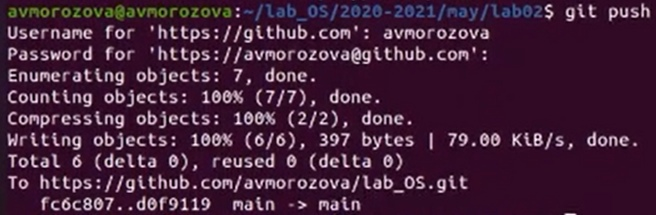 avmorozova@avmorozova:~/lab_OS/2020-2021/may/lab02$ git push
Username for 'https://github.com': avmorozova
Password for 'https://avmorozova@github.com':
Enumerating objects: 7, done.
Counting objects: 100% (7/7), done.
Compressing objects: 100% (2/2), done.
Writing objects: 100% (6/6), 397 bytes | 79.00 KiB/s, done.
Total 6 (delta 0), reused 0 (delta 0)
To https://github.com/avmorozova/lab_OS.git
   fc6c807..d0f9119  main -> main